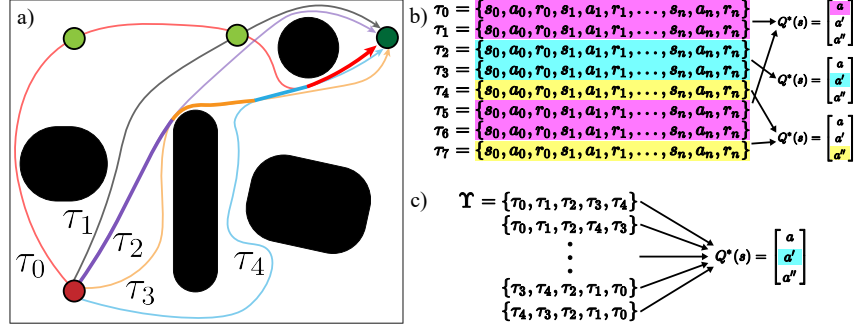 a)
τ₁
τ₂
τ₀
τ₃
τ₄
b)
τ₀ = {s₀, a₀, r₀, s₁, a₁, r₁, . . . , sₙ, aₙ, rₙ}
τ₁ = {s₀, a₀, r₀, s₁, a₁, r₁, . . . , sₙ, aₙ, rₙ}
τ₂ = {s₀, a₀, r₀, s₁, a₁, r₁, . . . , sₙ, aₙ, rₙ}
τ₃ = {s₀, a₀, r₀, s₁, a₁, r₁, . . . , sₙ, aₙ, rₙ}
τ₄ = {s₀, a₀, r₀, s₁, a₁, r₁, . . . , sₙ, aₙ, rₙ}
τ₅ = {s₀, a₀, r₀, s₁, a₁, r₁, . . . , sₙ, aₙ, rₙ}
τ₆ = {s₀, a₀, r₀, s₁, a₁, r₁, . . . , sₙ, aₙ, rₙ}
τ₇ = {s₀, a₀, r₀, s₁, a₁, r₁, . . . , sₙ, aₙ, rₙ}
a
Q*(s) = [a′]
a″
a
Q*(s) = [a′]
a″
a
Q*(s) = [a′]
a″
c)
ϒ = {τ₀, τ₁, τ₂, τ₃, τ₄}
{τ₀, τ₁, τ₂, τ₄, τ₃}
⋮
{τ₃, τ₄, τ₂, τ₁, τ₀}
{τ₄, τ₃, τ₂, τ₁, τ₀}
a
Q*(s) = [a′]
a″